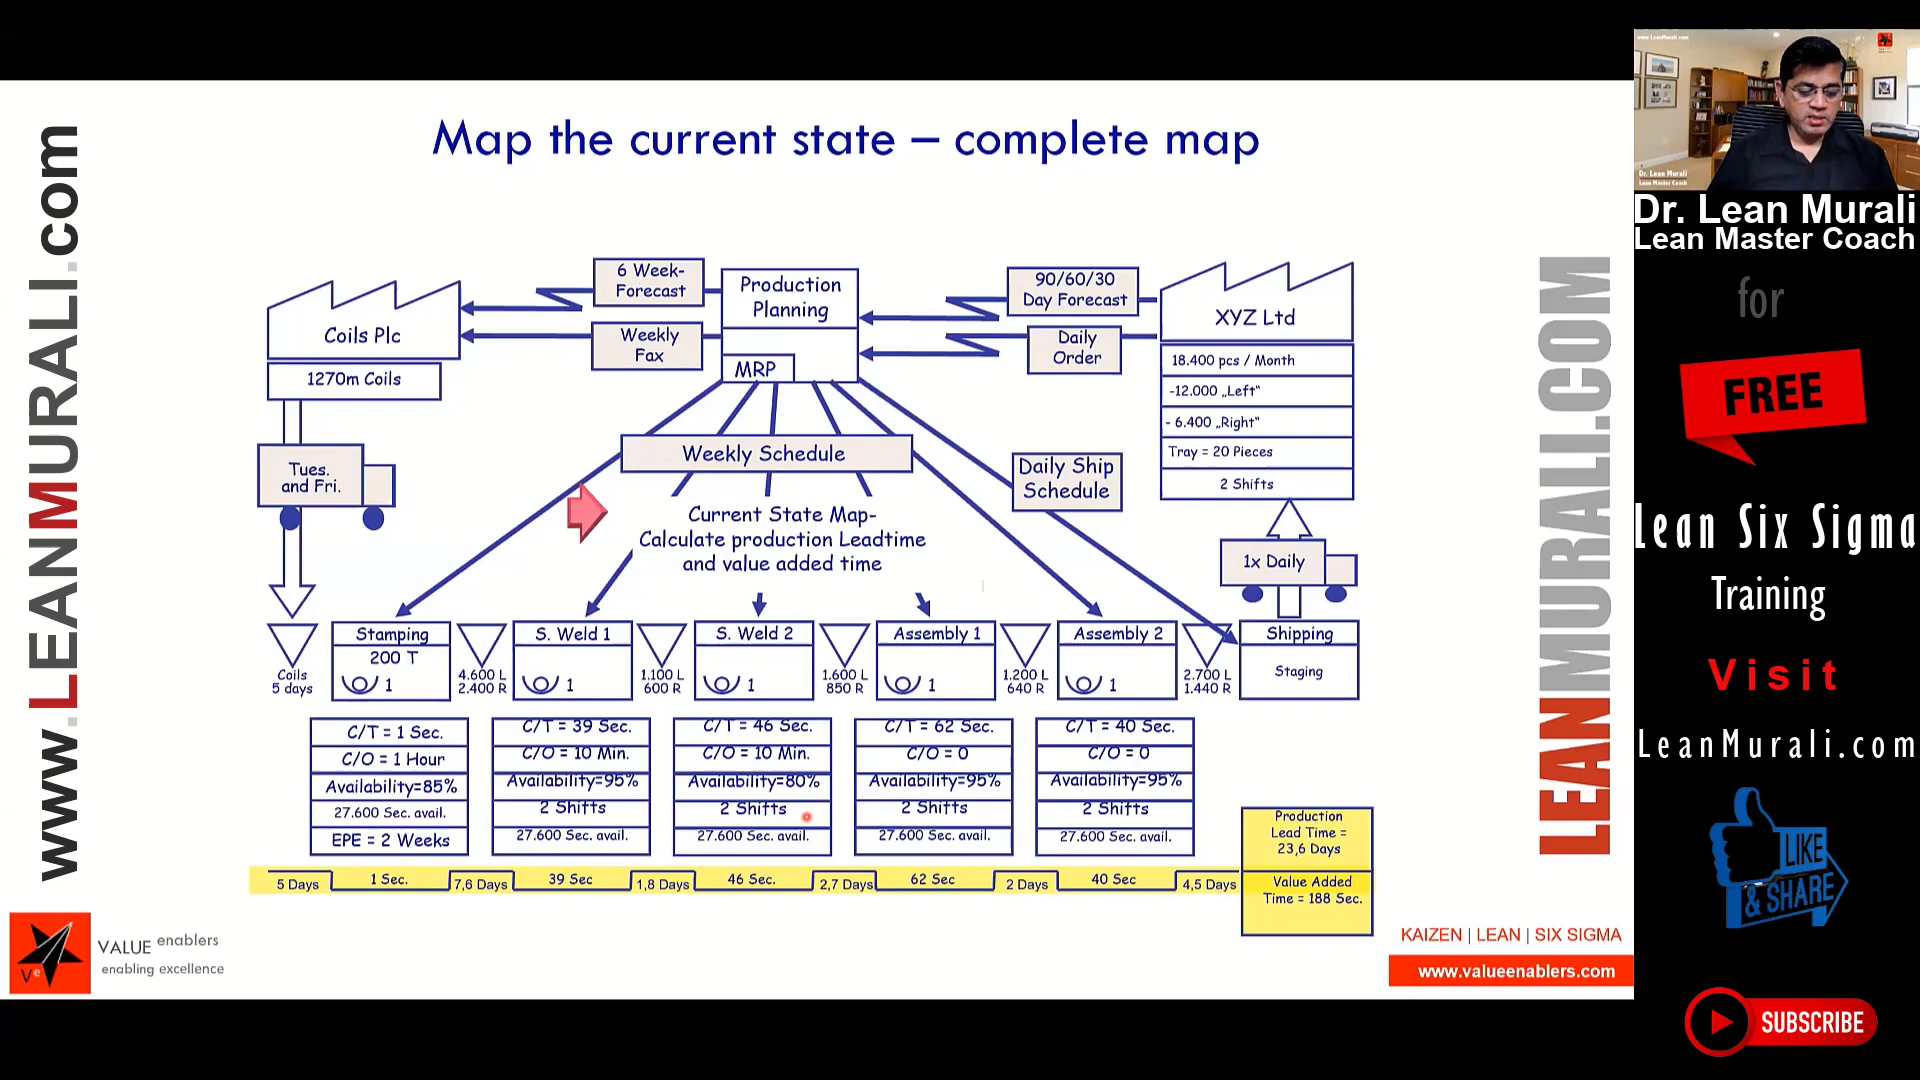 Map the current state – complete map
www.LEANMURALI.com
6 Week-
Forecast
Weekly
Fax
Production
Planning
MRP
90/60/30
Day Forecast
Daily
Order
Coils Plc
1270m Coils
XYZ Ltd
18.400 pcs / Month
-12.000 „Left“
- 6.400 „Right“
Tray = 20 Pieces
2 Shifts
Tues.
and Fri.
Weekly Schedule
Daily Ship
Schedule
Current State Map-
Calculate production Leadtime
and value added time
1x Daily
Coils
5 days
Stamping
200 T
1
4.600 L
2.400 R
S. Weld 1
1
1.100 L
600 R
S. Weld 2
1
1.600 L
850 R
Assembly 1
1
1.200 L
640 R
Assembly 2
1
2.700 L
1.440 R
Shipping
Staging
C/T = 1 Sec.
C/O = 1 Hour
Availability=85%
27.600 Sec. avail.
EPE = 2 Weeks
C/T = 39 Sec.
C/O = 10 Min.
Availability=95%
2 Shifts
27.600 Sec. avail.
C/T = 46 Sec.
C/O = 10 Min.
Availability=80%
2 Shifts
27.600 Sec. avail.
C/T = 62 Sec.
C/O = 0
Availability=95%
2 Shifts
27.600 Sec. avail.
C/T = 40 Sec.
C/O = 0
Availability=95%
2 Shifts
27.600 Sec. avail.
5 Days
1 Sec.
7,6 Days
39 Sec
1,8 Days
46 Sec.
2,7 Days
62 Sec
2 Days
40 Sec
4,5 Days
Production
Lead Time =
23,6 Days
Value Added
Time = 188 Sec.
Ve
VALUE enablers
enabling excellence
KAIZEN | LEAN | SIX SIGMA
www.valueenablers.com
LEANMURALI.COM
www.LeanMurali.com
Dr. Lean Murali
Lean Master Coach
Dr. Lean Murali
Lean Master Coach
for
FREE
Lean Six Sigma
Training
Visit
LeanMurali.com
LIKE
& SHARE
SUBSCRIBE